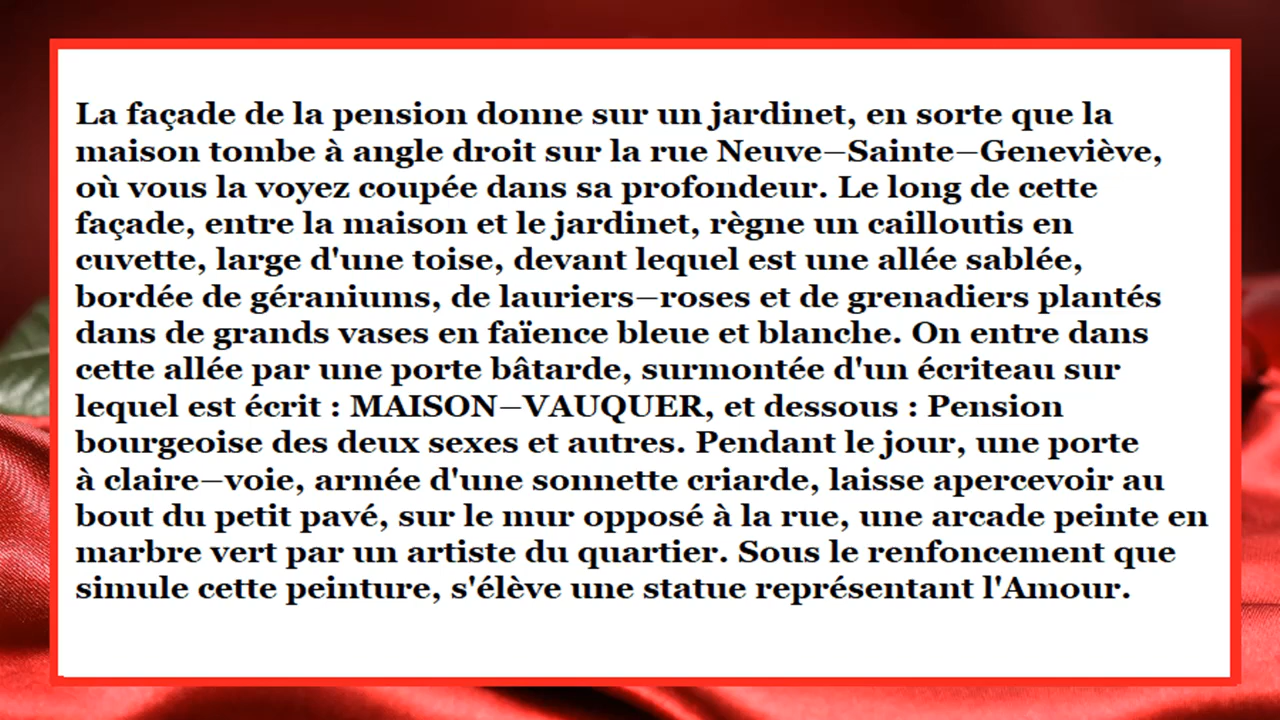 La façade de la pension donne sur un jardinet, en sorte que la
maison tombe à angle droit sur la rue Neuve–Sainte–Geneviève,
où vous la voyez coupée dans sa profondeur. Le long de cette
façade, entre la maison et le jardinet, règne un cailloutis en
cuvette, large d'une toise, devant lequel est une allée sablée,
bordée de géraniums, de lauriers–roses et de grenadiers plantés
dans de grands vases en faïence bleue et blanche. On entre dans
cette allée par une porte bâtarde, surmontée d'un écriteau sur
lequel est écrit : MAISON–VAUQUER, et dessous : Pension
bourgeoise des deux sexes et autres. Pendant le jour, une porte
à claire–voie, armée d'une sonnette criarde, laisse apercevoir au
bout du petit pavé, sur le mur opposé à la rue, une arcade peinte en
marbre vert par un artiste du quartier. Sous le renfoncement que
simule cette peinture, s'élève une statue représentant l'Amour.